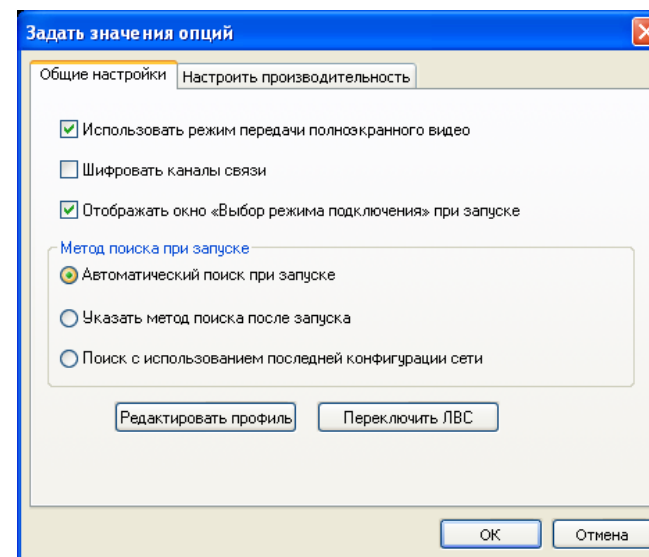 Задать значения опций
Общие настройки Настроить производительность
Использовать режим передачи полноэкранного видео
Шифровать каналы связи
Отображать окно «Выбор режима подключения» при запуске
Метод поиска при запуске
Автоматический поиск при запуске
Указать метод поиска после запуска
Поиск с использованием последней конфигурации сети
Редактировать профиль Переключить ЛВС
ОК Отмена